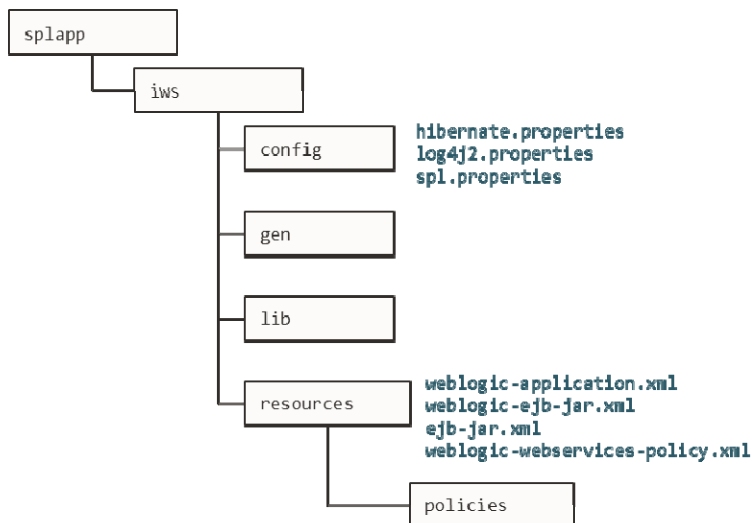 splapp
iws
config
hibernate.properties
log4j2.properties
spl.properties
gen
lib
resources
weblogic-application.xml
weblogic-ejb-jar.xml
ejb-jar.xml
weblogic-webservices-policy.xml
policies